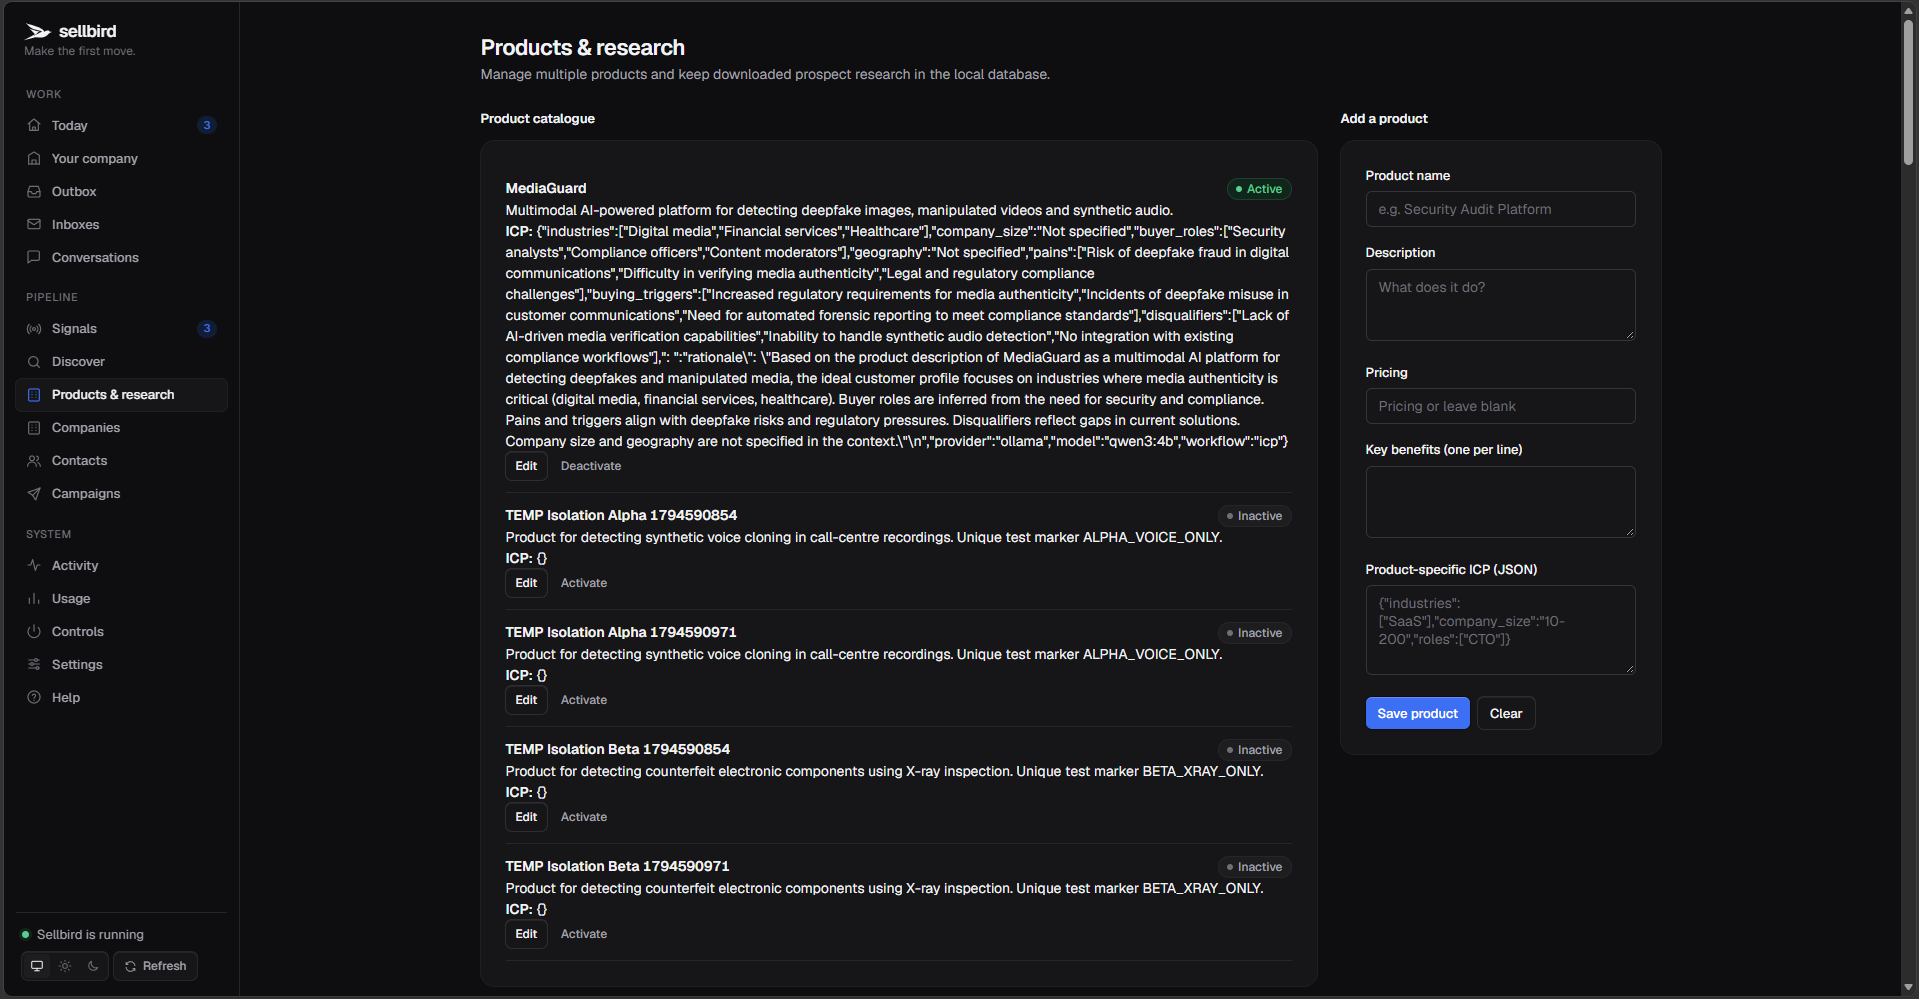 sellbird
Make the first move.
WORK
Today 3
Your company
Outbox
Inboxes
Conversations
PIPELINE
Signals 3
Discover
Products & research
Companies
Contacts
Campaigns
SYSTEM
Activity
Usage
Controls
Settings
Help
Sellbird is running
Refresh
Products & research
Manage multiple products and keep downloaded prospect research in the local database.
Product catalogue
MediaGuard
Active
Multimodal AI-powered platform for detecting deepfake images, manipulated videos and synthetic audio.
ICP: {"industries":["Digital media","Financial services","Healthcare"],"company_size":"Not specified","buyer_roles":["Security
analysts","Compliance officers","Content moderators"],"geography":"Not specified","pains":["Risk of deepfake fraud in digital
communications","Difficulty in verifying media authenticity","Legal and regulatory compliance
challenges"],"buying_triggers":["Increased regulatory requirements for media authenticity","Incidents of deepfake misuse in
customer communications","Need for automated forensic reporting to meet compliance standards"],"disqualifiers":["Lack of
AI-driven media verification capabilities","Inability to handle synthetic audio detection","No integration with existing
compliance workflows"],": ":"rationale\": \"Based on the product description of MediaGuard as a multimodal AI platform for
detecting deepfakes and manipulated media, the ideal customer profile focuses on industries where media authenticity is
critical (digital media, financial services, healthcare). Buyer roles are inferred from the need for security and compliance.
Pains and triggers align with deepfake risks and regulatory pressures. Disqualifiers reflect gaps in current solutions.
Company size and geography are not specified in the context.\"\n","provider":"ollama","model":"qwen3:4b","workflow":"icp"}
Edit Deactivate
TEMP Isolation Alpha 1794590854
Inactive
Product for detecting synthetic voice cloning in call-centre recordings. Unique test marker ALPHA_VOICE_ONLY.
ICP: {}
Edit Activate
TEMP Isolation Alpha 1794590971
Inactive
Product for detecting synthetic voice cloning in call-centre recordings. Unique test marker ALPHA_VOICE_ONLY.
ICP: {}
Edit Activate
TEMP Isolation Beta 1794590854
Inactive
Product for detecting counterfeit electronic components using X-ray inspection. Unique test marker BETA_XRAY_ONLY.
ICP: {}
Edit Activate
TEMP Isolation Beta 1794590971
Inactive
Product for detecting counterfeit electronic components using X-ray inspection. Unique test marker BETA_XRAY_ONLY.
ICP: {}
Edit Activate
Add a product
Product name
e.g. Security Audit Platform
Description
What does it do?
Pricing
Pricing or leave blank
Key benefits (one per line)
Product-specific ICP (JSON)
{"industries":
["SaaS"],"company_size":"10-
200","roles":["CTO"]}
Save product Clear